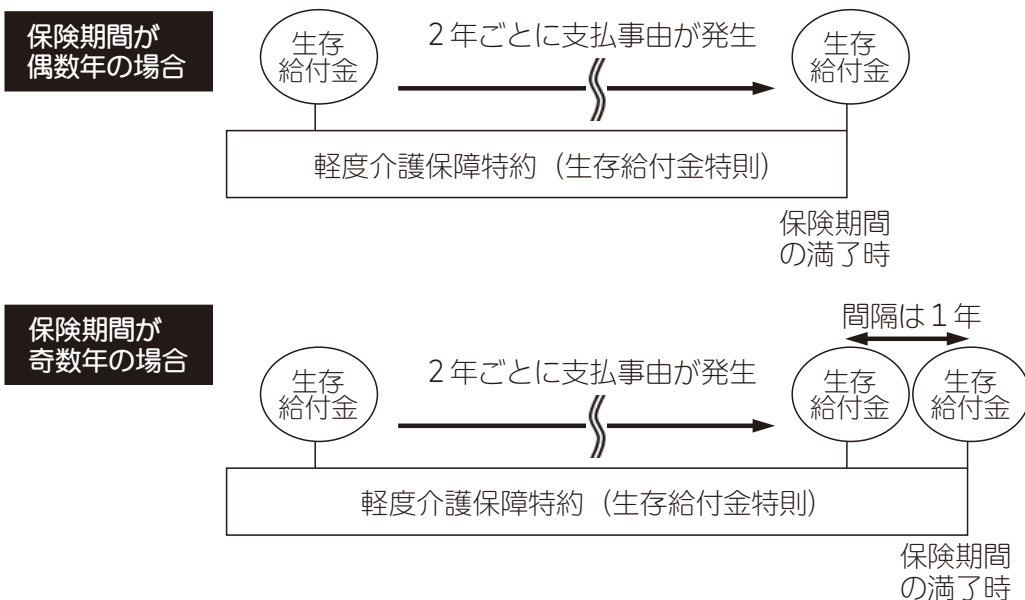 保険期間が
偶数年の場合
生存
給付金
2年ごとに支払事由が発生
生存
給付金
軽度介護保障特約（生存給付金特則）
保険期間
の満了時
保険期間が
奇数年の場合
間隔は1年
生存
給付金
2年ごとに支払事由が発生
生存
給付金
生存
給付金
軽度介護保障特約（生存給付金特則）
保険期間
の満了時